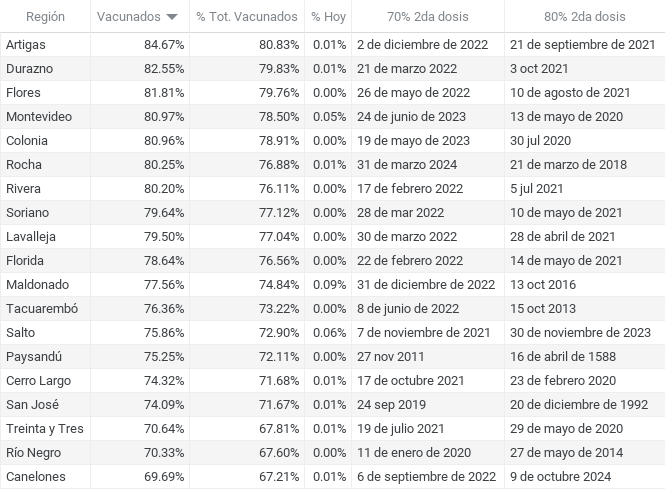 Región Vacunados % Tot. Vacunados % Hoy 70% 2da dosis 80% 2da dosis
Artigas 84.67% 80.83% 0.01% 2 de diciembre de 2022 21 de septiembre de 2021
Durazno 82.55% 79.83% 0.01% 21 de marzo 2022 3 oct 2021
Flores 81.81% 79.76% 0.00% 26 de mayo de 2022 10 de agosto de 2021
Montevideo 80.97% 78.50% 0.05% 24 de junio de 2023 13 de mayo de 2020
Colonia 80.96% 78.91% 0.00% 19 de mayo de 2023 30 jul 2020
Rocha 80.25% 76.88% 0.01% 31 de marzo 2024 21 de marzo de 2018
Rivera 80.20% 76.11% 0.00% 17 de febrero 2022 5 jul 2021
Soriano 79.64% 77.12% 0.00% 28 de mar 2022 10 de mayo de 2021
Lavalleja 79.50% 77.04% 0.00% 30 de marzo 2022 28 de abril de 2021
Florida 78.64% 76.56% 0.00% 22 de febrero 2022 14 de mayo de 2021
Maldonado 77.56% 74.84% 0.09% 31 de diciembre de 2022 13 oct 2016
Tacuarembó 76.36% 73.22% 0.00% 8 de junio de 2022 15 oct 2013
Salto 75.86% 72.90% 0.06% 7 de noviembre de 2021 30 de noviembre de 2023
Paysandú 75.25% 72.11% 0.00% 27 nov 2011 16 de abril de 1588
Cerro Largo 74.32% 71.68% 0.01% 17 de octubre 2021 23 de febrero 2020
San José 74.09% 71.67% 0.01% 24 sep 2019 20 de diciembre de 1992
Treinta y Tres 70.64% 67.81% 0.01% 19 de julio 2021 29 de mayo de 2020
Río Negro 70.33% 67.60% 0.00% 11 de enero de 2020 27 de mayo de 2014
Canelones 69.69% 67.21% 0.01% 6 de septiembre de 2022 9 de octubre 2024